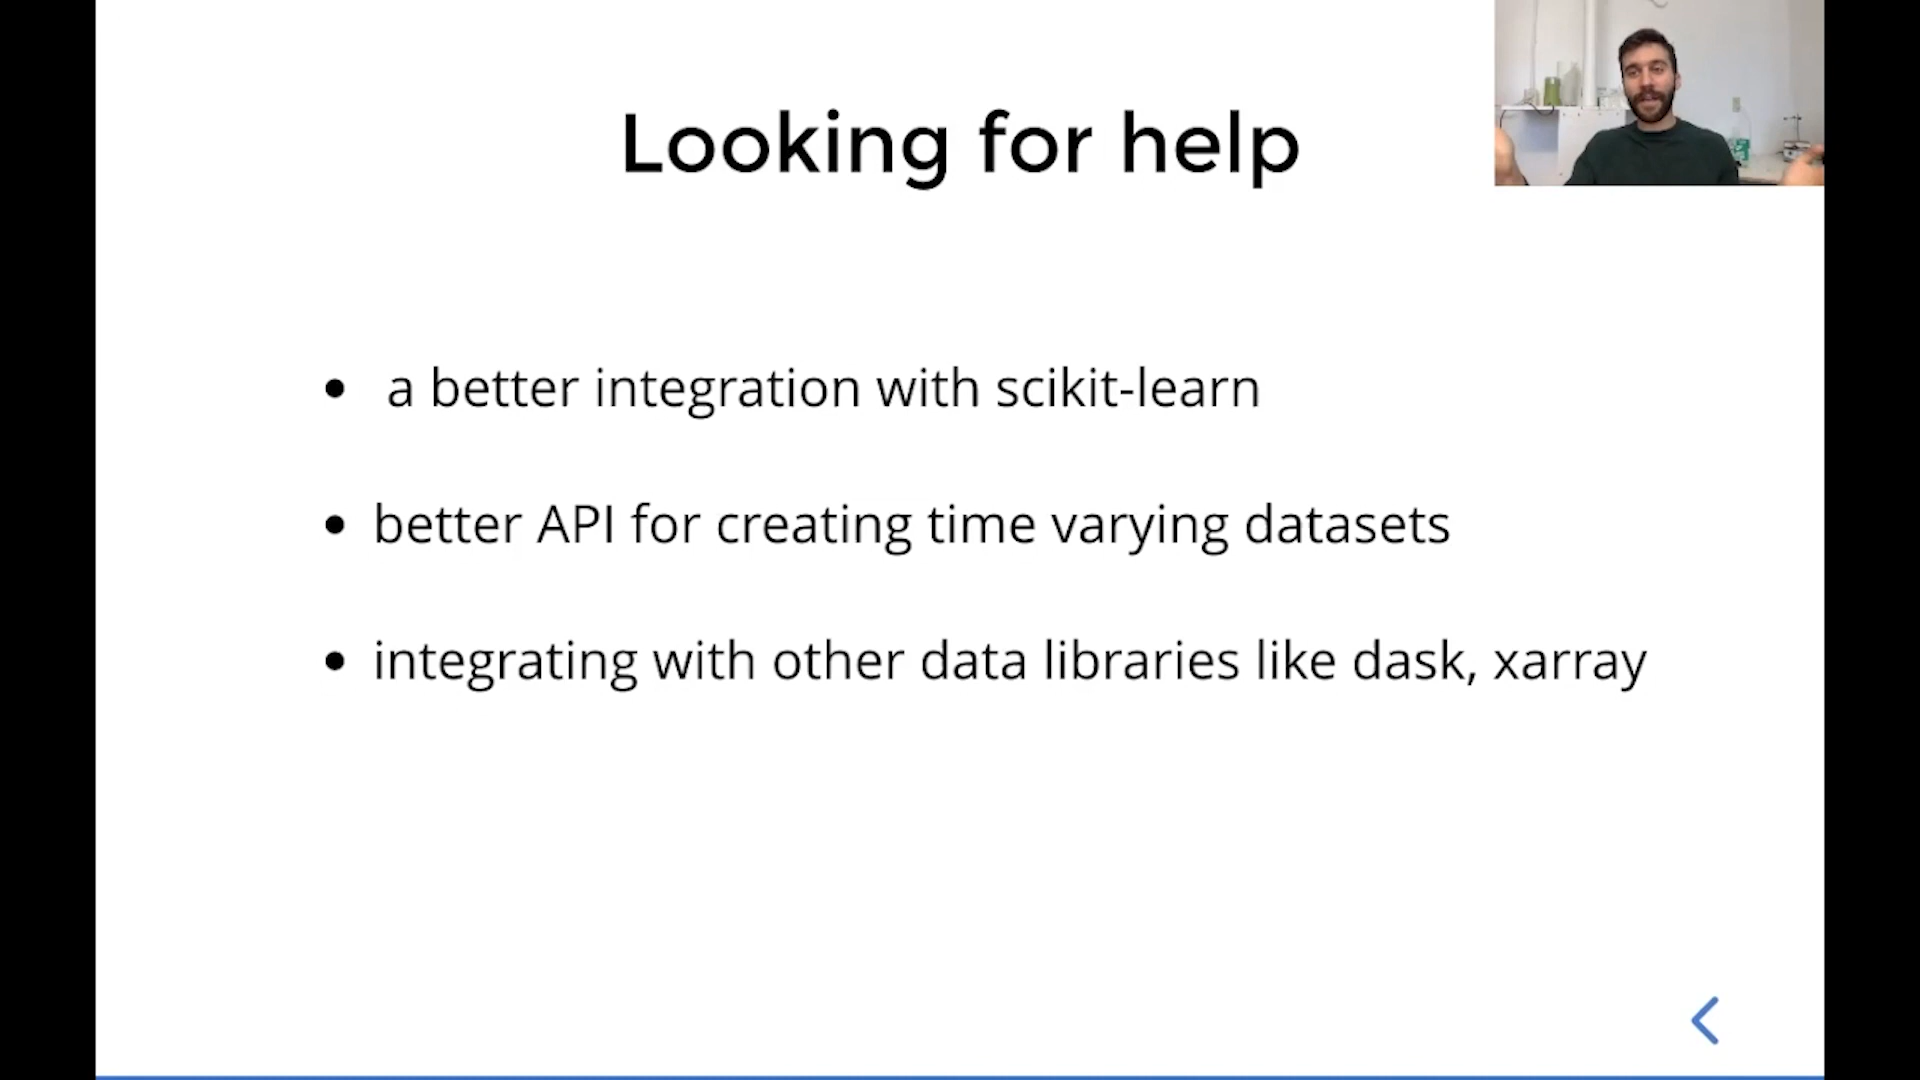 Looking for help
• a better integration with scikit-learn
• better API for creating time varying datasets
• integrating with other data libraries like dask, xarray